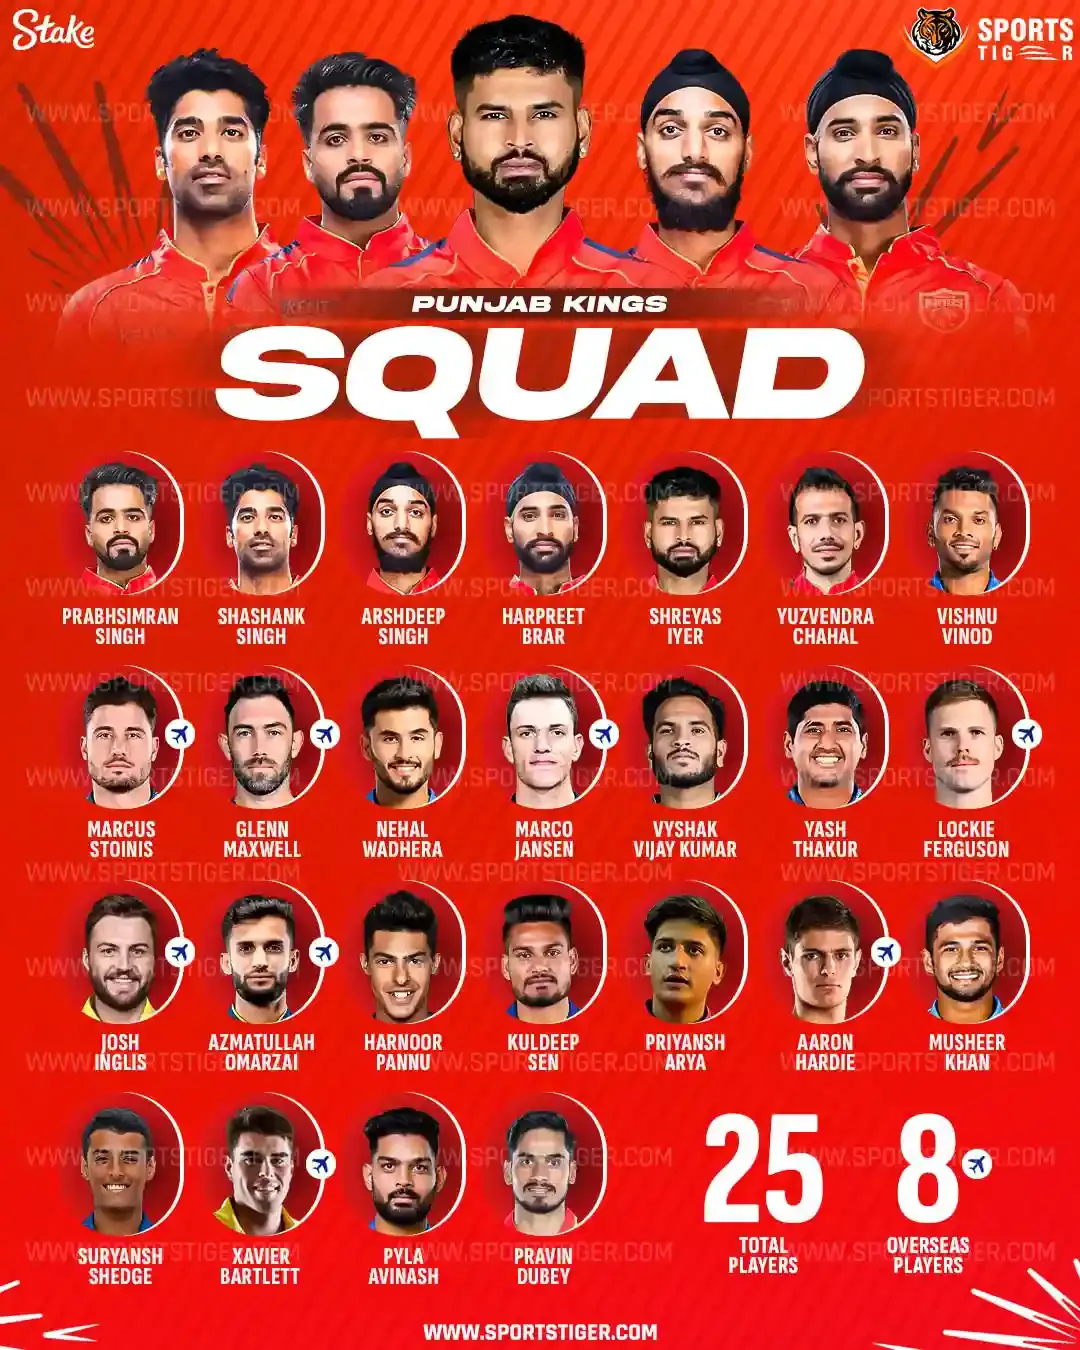 Stake
SPORTS
TIGER
PUNJAB KINGS
SQUAD
PRABHSIMRAN
SINGH
SHASHANK
SINGH
ARSHDEEP
SINGH
HARPREET
BRAR
SHREYAS
IYER
YUZVENDRA
CHAHAL
VISHNU
VINOD
MARCUS
STOINIS
GLENN
MAXWELL
NEHAL
WADHERA
MARCO
JANSEN
VYSHAK
VIJAY KUMAR
YASH
THAKUR
LOCKIE
FERGUSON
JOSH
INGLIS
AZMATULLAH
OMARZAI
HARNOOR
PANNU
KULDEEP
SEN
PRIYANSH
ARYA
AARON
HARDIE
MUSHEER
KHAN
SURYANSH
SHEDGE
XAVIER
BARTLETT
PYLA
AVINASH
PRAVIN
DUBEY
25
TOTAL
PLAYERS
8
OVERSEAS
PLAYERS
WWW.SPORTSTIGER.COM